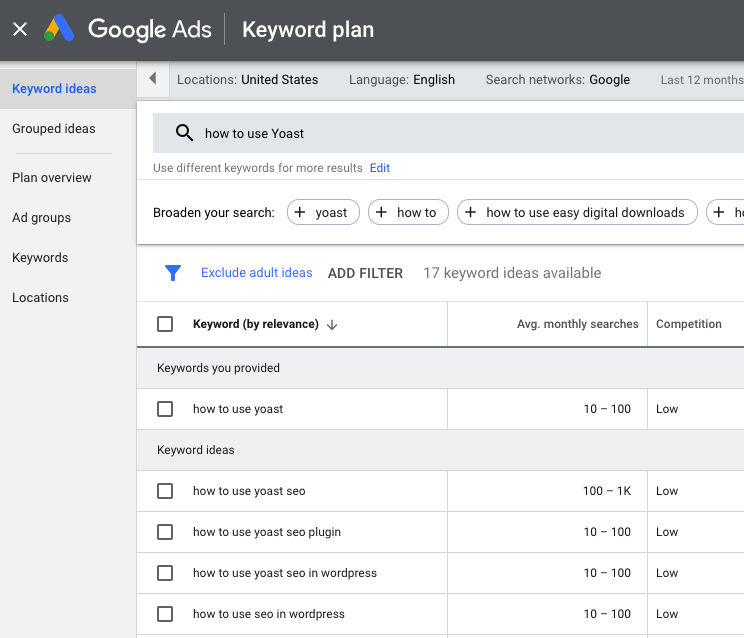 Google Ads Keyword plan
Keyword ideas
Grouped ideas
Plan overview
Ad groups
Keywords
Locations
Locations: United States Language: English Search networks: Google Last 12 months
how to use Yoast
Use different keywords for more results Edit
Broaden your search: yoast how to how to use easy digital downloads
Exclude adult ideas ADD FILTER 17 keyword ideas available
Keyword (by relevance) Avg. monthly searches Competition
Keywords you provided
how to use yoast 10 – 100 Low
Keyword ideas
how to use yoast seo 100 – 1K Low
how to use yoast seo plugin 10 – 100 Low
how to use yoast seo in wordpress 10 – 100 Low
how to use seo in wordpress 10 – 100 Low